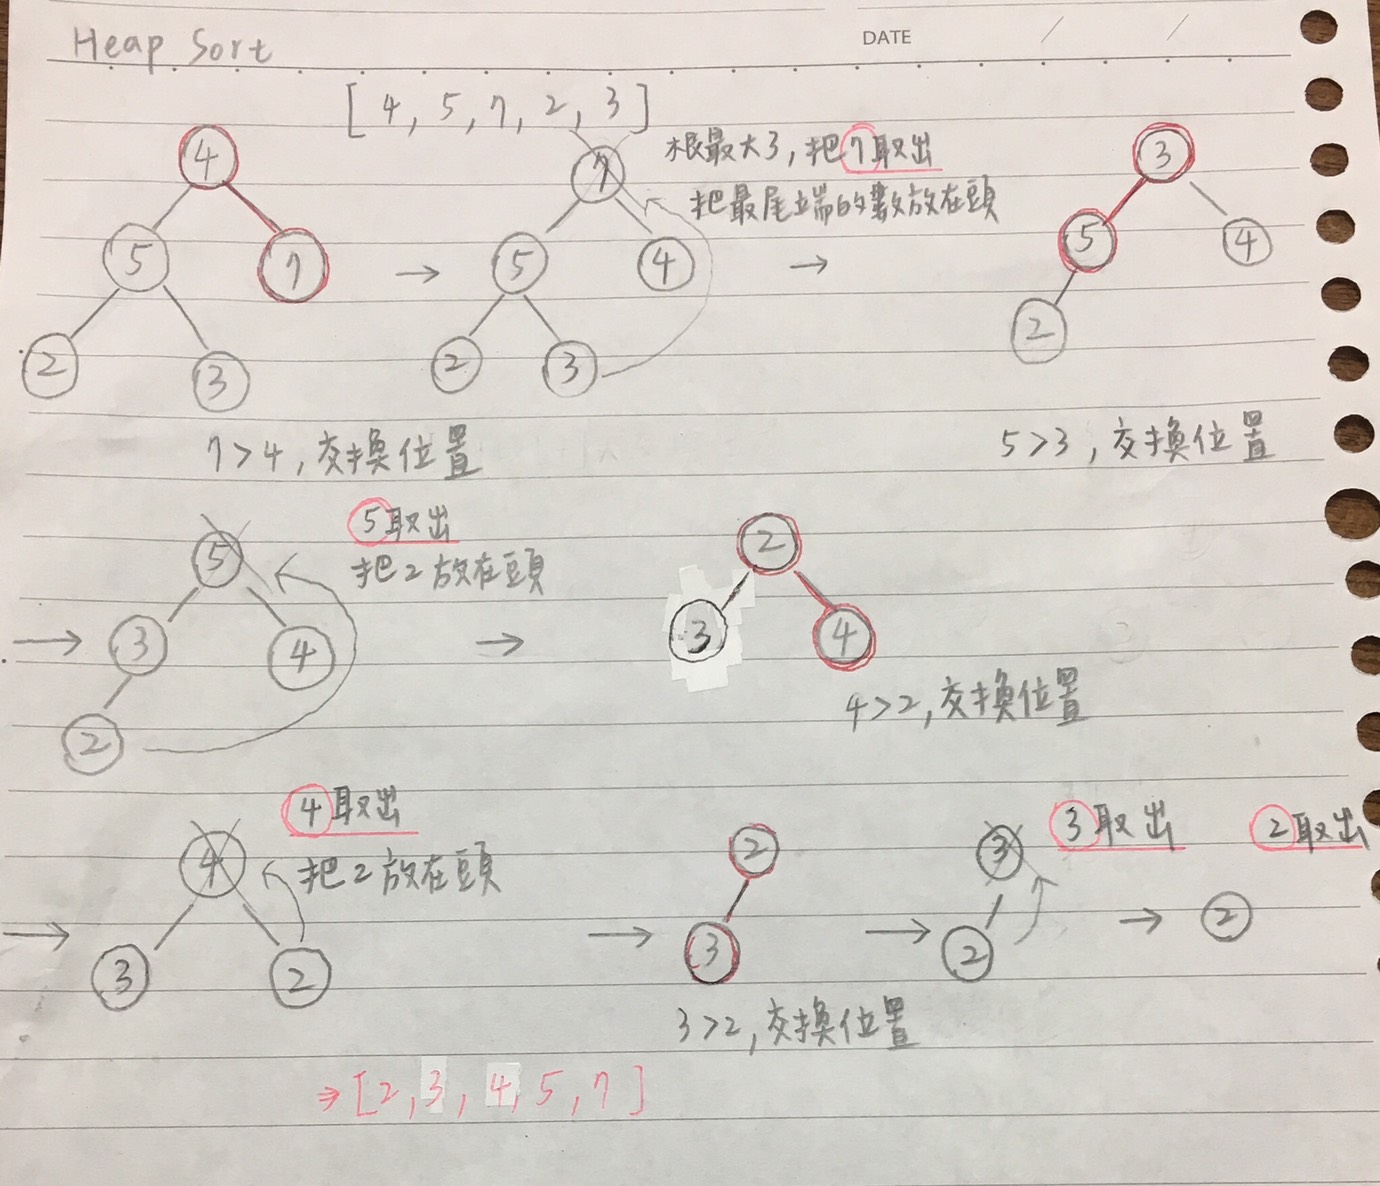 Heap Sort
DATE / /
[ 4, 5, 7, 2, 3 ]
4
5
7
2
3
7>4,交換位置
→
7
5
4
2
3
根最大了,把7取出
把最尾端的數放在頭
→
3
5
4
2
5>3,交換位置
→
5
3
4
2
5取出
把2放在頭
→
2
3
4
4>2,交換位置
→
4
3
2
4取出
把2放在頭
→
2
3
3>2,交換位置
→
3
2
3取出
→
2
2取出
⇒[2,3,4,5,7]